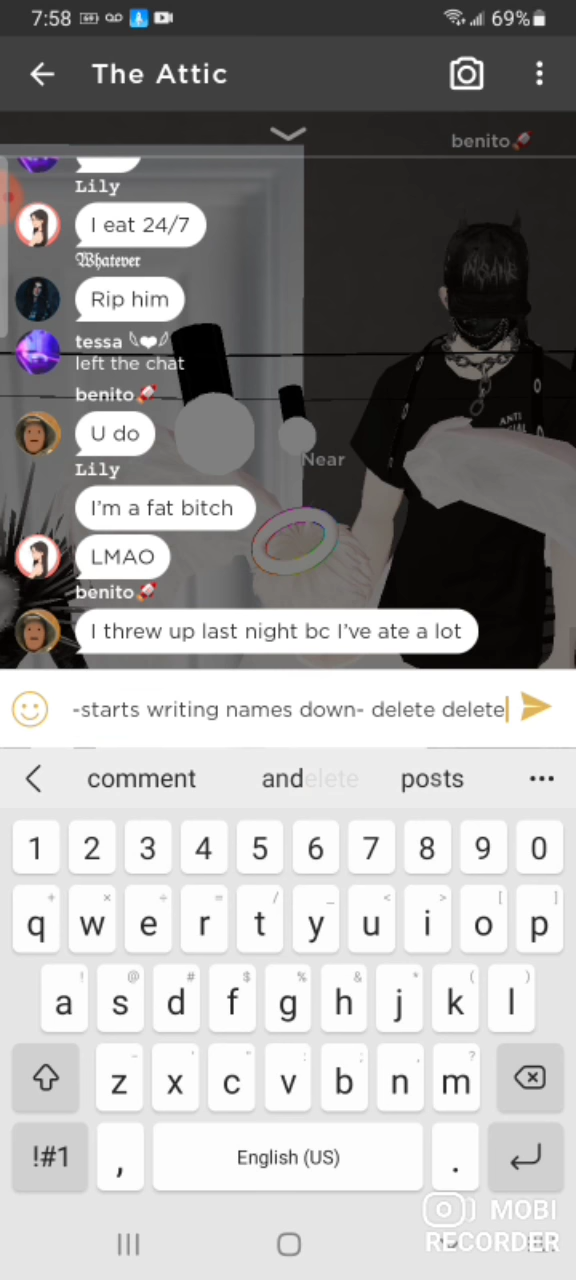 7:58 69%
The Attic
benito🚀
Lily
I eat 24/7
Whatever
Rip him
tessa
left the chat
benito🚀
U do
Near
Lily
I'm a fat bitch
LMAO
benito🚀
I threw up last night bc I've ate a lot
INSANE
ANTI
-starts writing names down- delete delete
comment and posts
1 2 3 4 5 6 7 8 9 0
q w e r t y u i o p
a s d f g h j k l
z x c v b n m
!#1 , English (US) .
MOBI
RECORDER